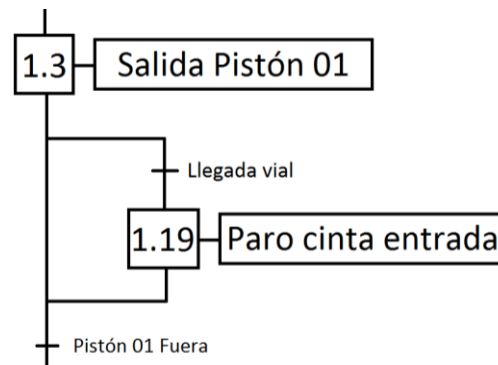 1.3 Salida Pistón 01
Llegada vial
1.19 Paro cinta entrada
Pistón 01 Fuera